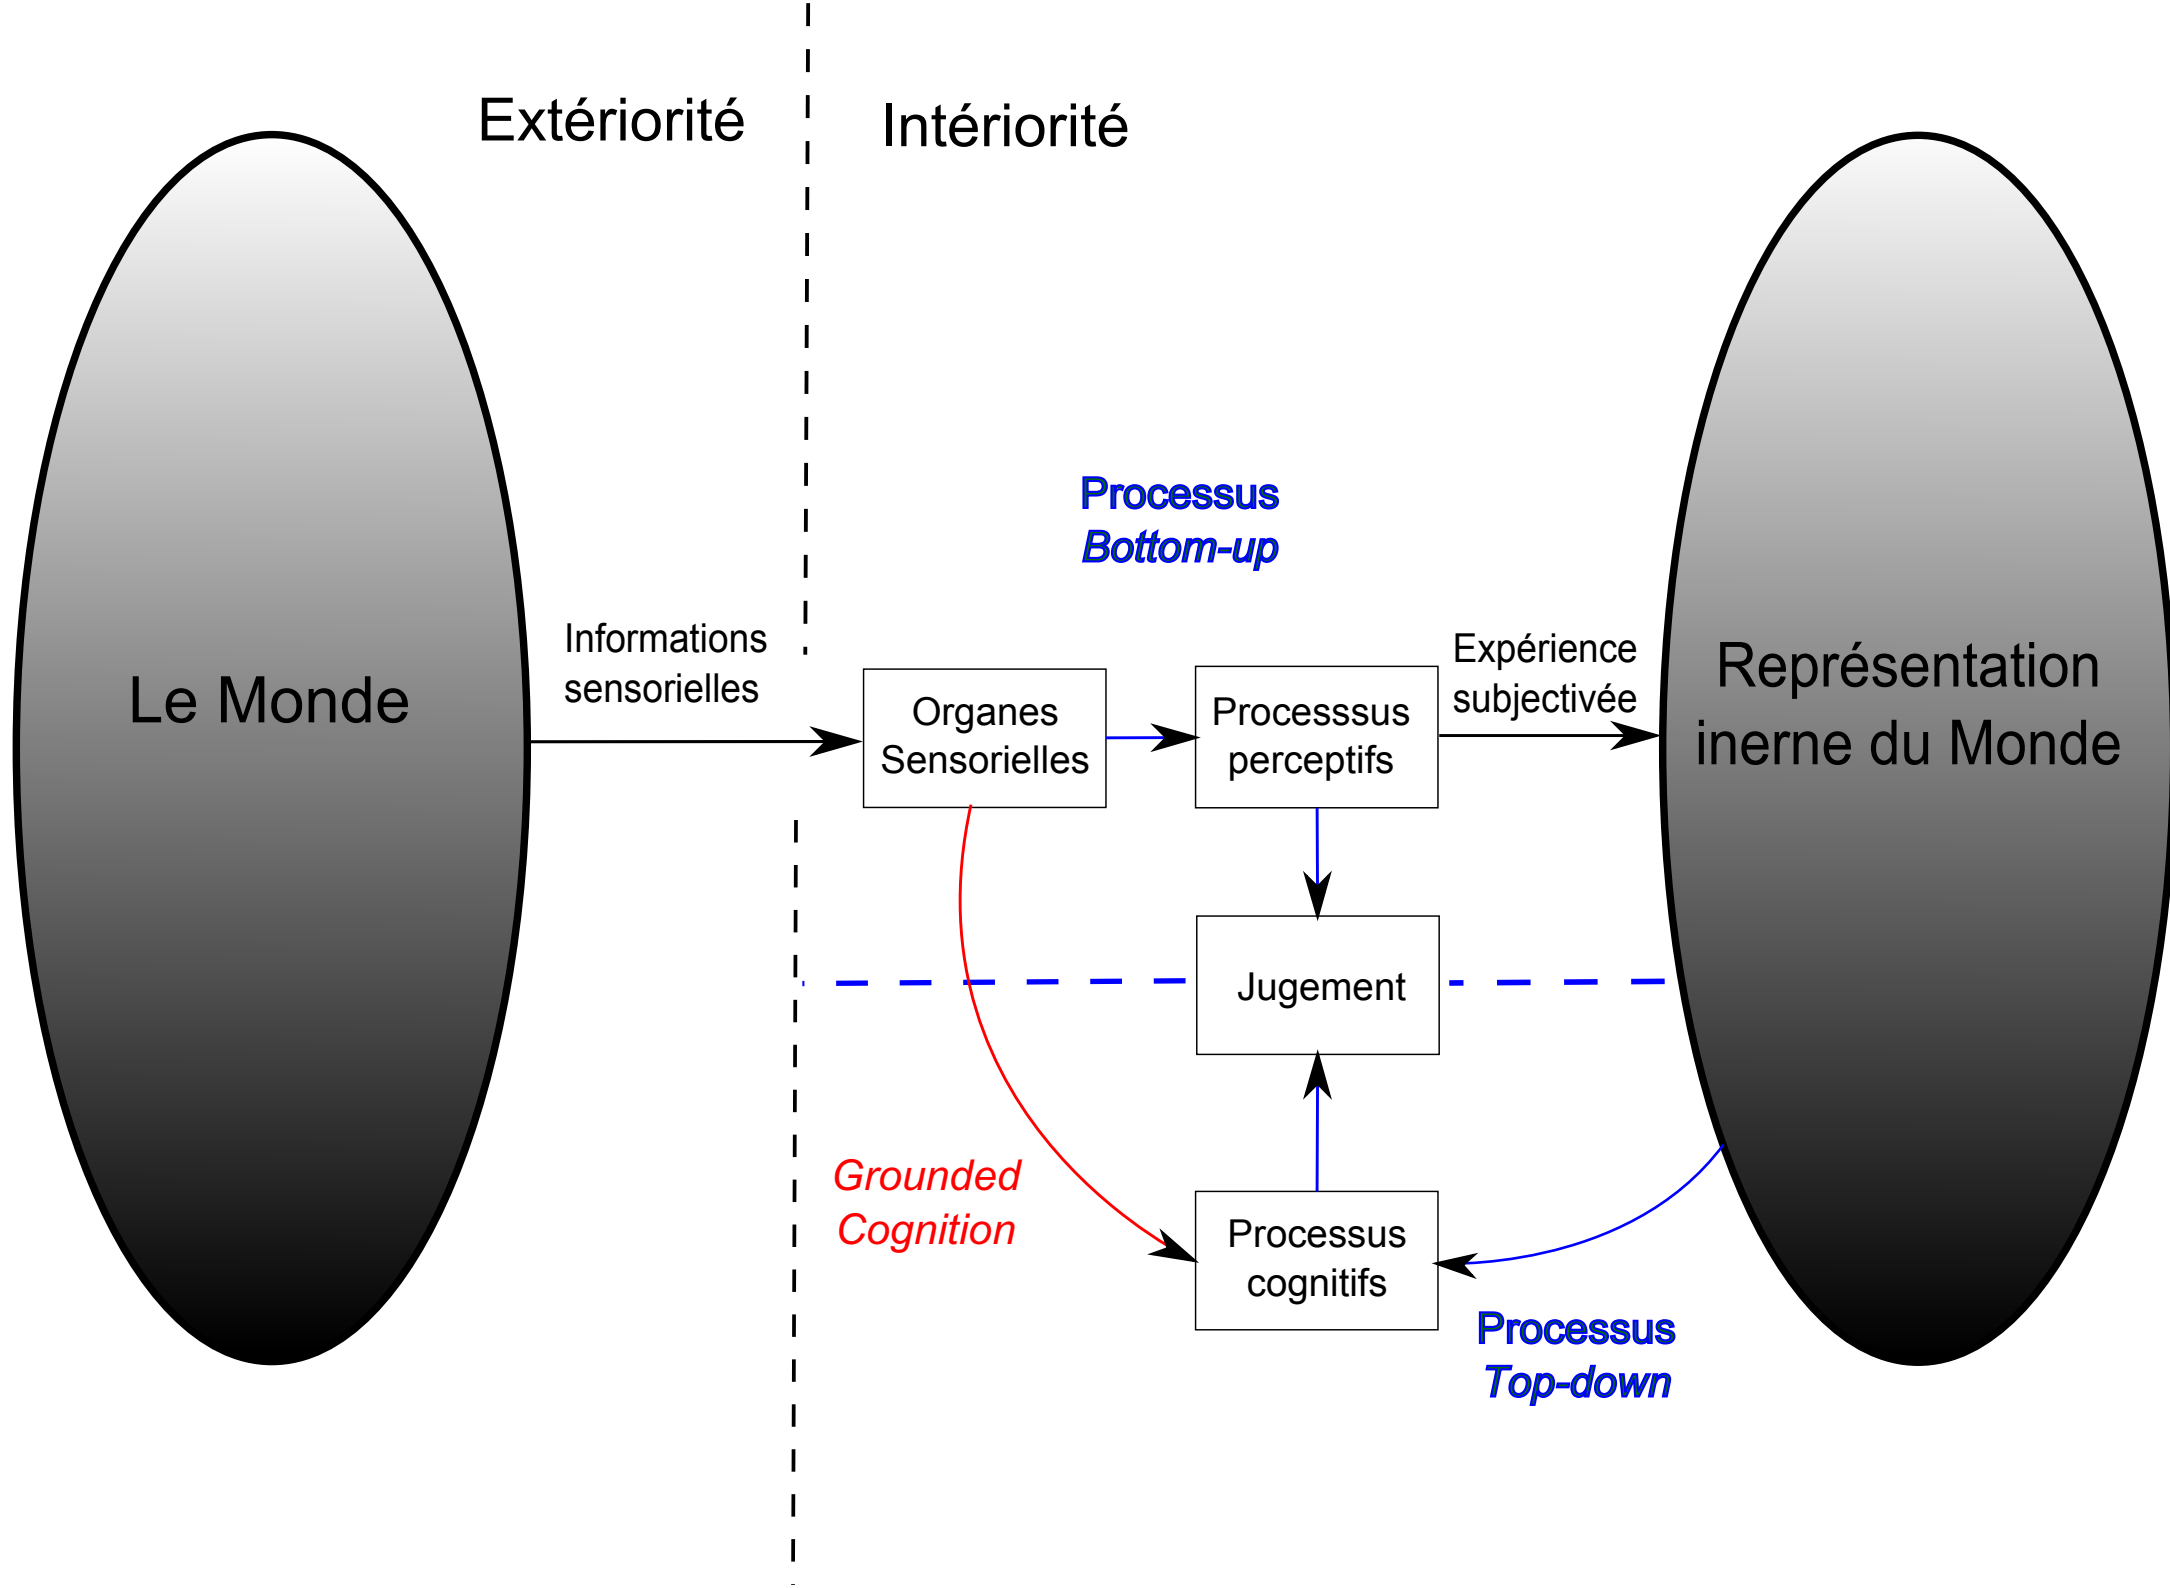 Extériorité
Intériorité
Processus
Bottom-up
Informations
sensorielles
Expérience
subjectivée
Le Monde
Organes
Sensorielles
Processsus
perceptifs
Représentation
inerne du Monde
Jugement
Grounded
Cognition
Processus
cognitifs
Processus
Top-down